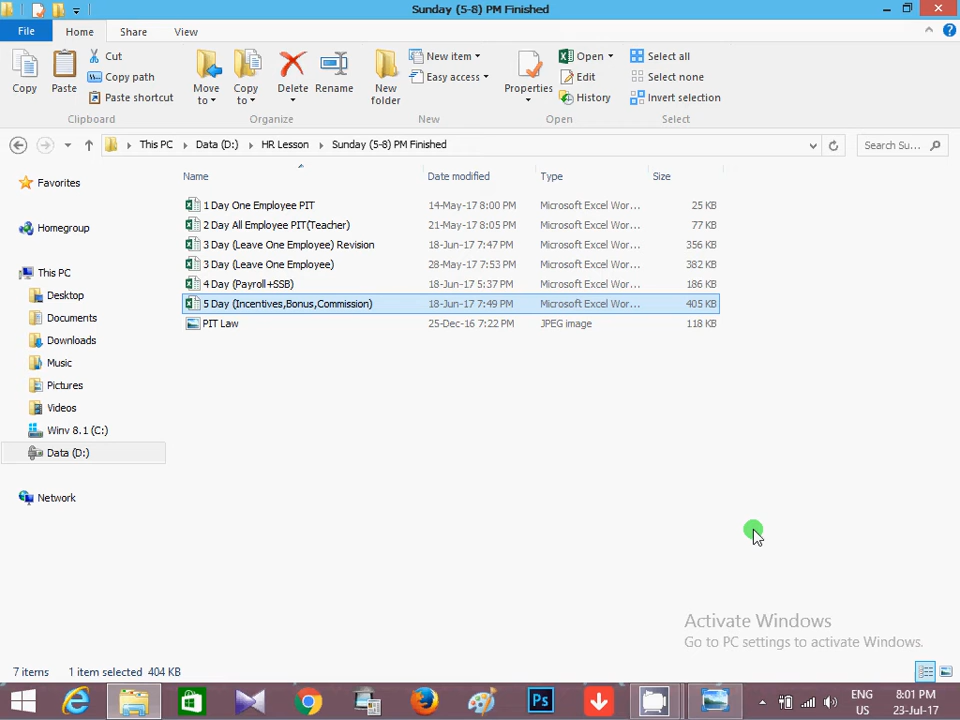 Sunday (5-8) PM Finished
File Home Share View
Copy
Paste
Cut
Copy path
Paste shortcut
Clipboard
Move to
Copy to
Delete
Rename
Organize
New folder
New item
Easy access
New
Properties
Open
Edit
History
Open
Select all
Select none
Invert selection
Select
This PC Data (D:) HR Lesson Sunday (5-8) PM Finished
Search Su...
Favorites
Homegroup
This PC
Desktop
Documents
Downloads
Music
Pictures
Videos
Winv 8.1 (C:)
Data (D:)
Network
Name Date modified Type Size
1 Day One Employee PIT 14-May-17 8:00 PM Microsoft Excel Wor... 25 KB
2 Day All Employee PIT(Teacher) 21-May-17 8:05 PM Microsoft Excel Wor... 77 KB
3 Day (Leave One Employee) Revision 18-Jun-17 7:47 PM Microsoft Excel Wor... 356 KB
3 Day (Leave One Employee) 28-May-17 7:53 PM Microsoft Excel Wor... 382 KB
4 Day (Payroll+SSB) 18-Jun-17 5:37 PM Microsoft Excel Wor... 186 KB
5 Day (Incentives,Bonus,Commission) 18-Jun-17 7:49 PM Microsoft Excel Wor... 405 KB
PIT Law 25-Dec-16 7:22 PM JPEG image 118 KB
Activate Windows
Go to PC settings to activate Windows.
7 items 1 item selected 404 KB
Ps
ENG
US
8:01 PM
23-Jul-17